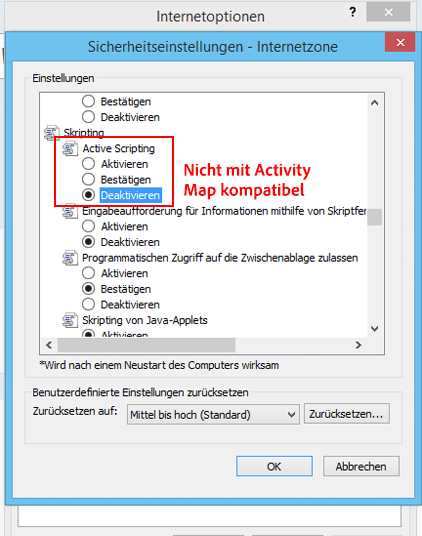 Internetoptionen
?
Sicherheitseinstellungen - Internetzone
Einstellungen
Bestätigen
Deaktivieren
Skripting
Active Scripting
Aktivieren
Bestätigen
Deaktivieren
Nicht mit Activity
Map kompatibel
Eingabeaufforderung für Informationen mithilfe von Skriptfer
Aktivieren
Deaktivieren
Programmatischen Zugriff auf die Zwischenablage zulassen
Aktivieren
Bestätigen
Deaktivieren
Skripting von Java-Applets
Aktivieren
*Wird nach einem Neustart des Computers wirksam
Benutzerdefinierte Einstellungen zurücksetzen
Zurücksetzen auf: Mittel bis hoch (Standard) Zurücksetzen...
OK Abbrechen